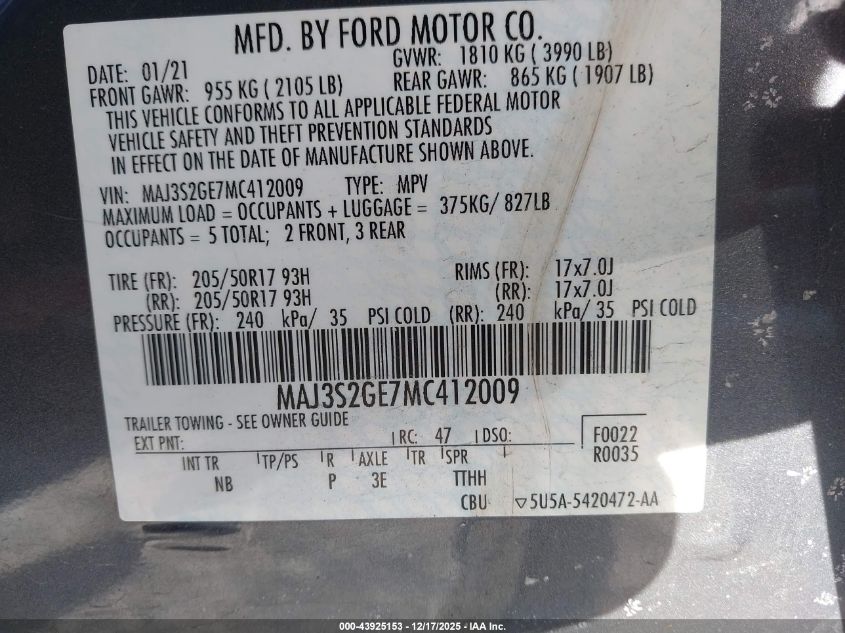 MFD. BY FORD MOTOR CO.
DATE: 01/21 GVWR: 1810 KG ( 3990 LB)
FRONT GAWR: 955 KG ( 2105 LB) REAR GAWR: 865 KG ( 1907 LB)
THIS VEHICLE CONFORMS TO ALL APPLICABLE FEDERAL MOTOR
VEHICLE SAFETY AND THEFT PREVENTION STANDARDS
IN EFFECT ON THE DATE OF MANUFACTURE SHOWN ABOVE.
VIN: MAJ3S2GE7MC412009 TYPE: MPV
MAXIMUM LOAD = OCCUPANTS + LUGGAGE = 375KG/ 827LB
OCCUPANTS = 5 TOTAL; 2 FRONT, 3 REAR
TIRE (FR): 205/50R17 93H RIMS (FR): 17x7.0J
(RR): 205/50R17 93H (RR): 17x7.0J
PRESSURE (FR): 240 kPa/ 35 PSI COLD (RR): 240 kPa/ 35 PSI COLD
MAJ3S2GE7MC412009
TRAILER TOWING - SEE OWNER GUIDE
EXT PNT: RC: 47 DSO: F0022
R0035
INT TR TP/PS R AXLE TR SPR
NB P 3E TTHH
CBU ▽5U5A-5420472-AA
000-43925153 - 12/17/2025 - IAA Inc.